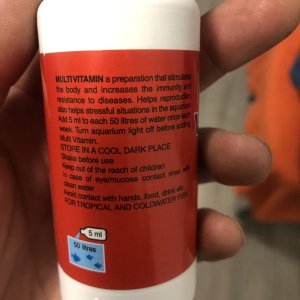 MULTIVITAMIN a preparation that stimulates
the body and increases the immunity and
resistance to diseases. Helps reproduction,
also helps stressful situations in the aquarium
Add 5 ml to each 50 litres of water once each
week. Turn aquarium light off before adding
Multi Vitamin.
STORE IN A COOL DARK PLACE
Shake before use
Keep out of the reach of children
In case of eye/mucose contact rinse with
clean water
Avoid contact with hands, food, drink etc.
FOR TROPICAL AND COLDWATER FISH
5 ml
50 litres